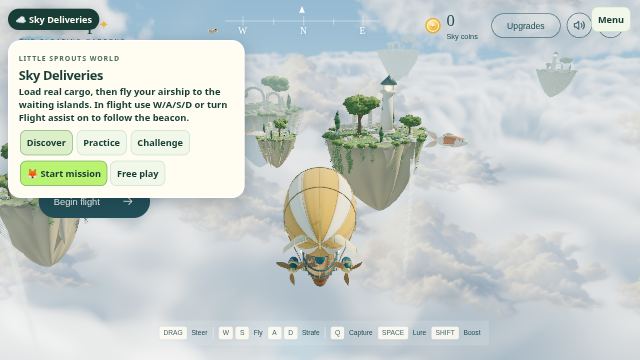 ☁️ Sky Deliveries
W N E
0
Sky coins
Upgrades
Menu
LITTLE SPROUTS WORLD
Sky Deliveries
Load real cargo, then fly your airship to the
waiting islands. In flight use W/A/S/D or turn
Flight assist on to follow the beacon.
Discover Practice Challenge
🦊 Start mission Free play
Begin flight →
DRAG Steer W S Fly A D Strafe Q Capture SPACE Lure SHIFT Boost